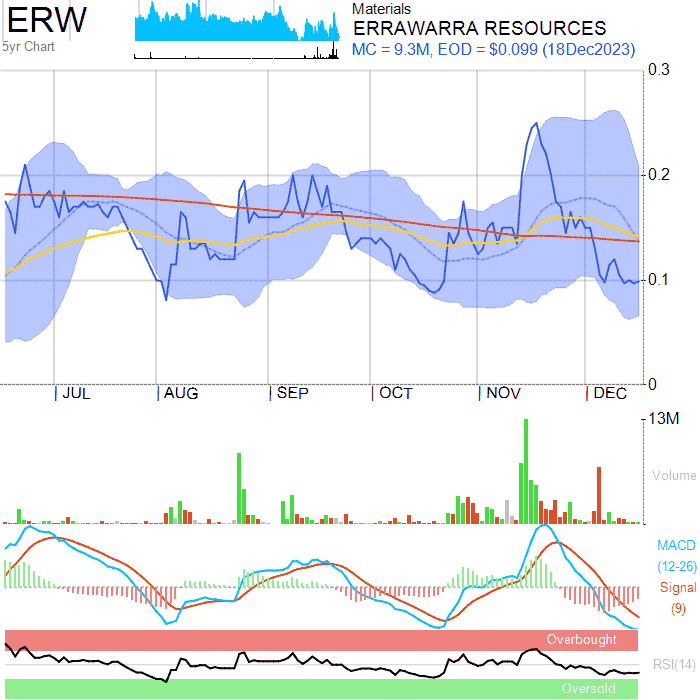 ERW
5yr Chart
Materials
ERRAWARRA RESOURCES
MC = 9.3M, EOD = $0.099 (18Dec2023)
0.3
0.2
0.1
0
JUL AUG SEP OCT NOV DEC
13M
Volume
MACD
(12-26)
Signal
(9)
Overbought
RSI(14)
Oversold